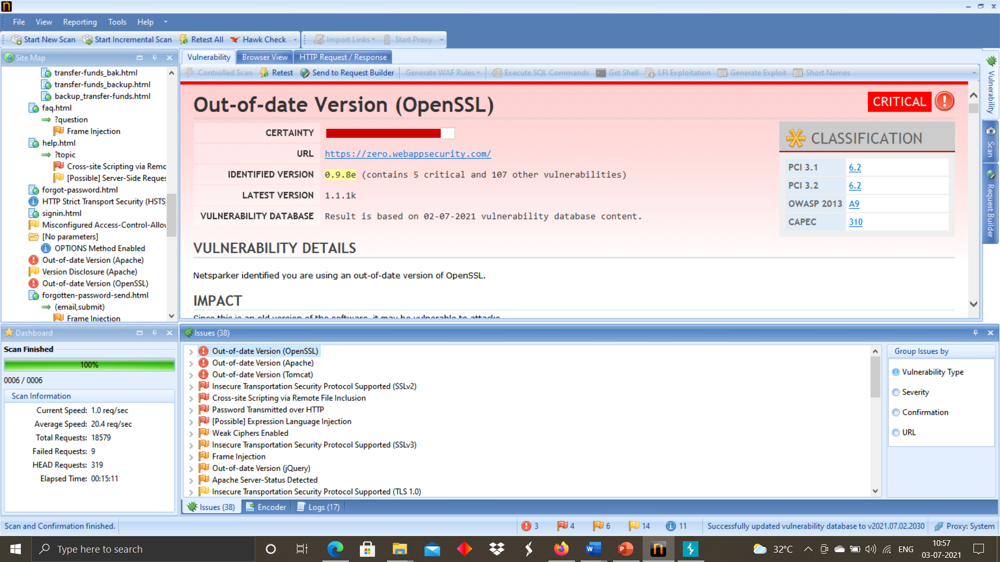 File View Reporting Tools Help
Start New Scan Start Incremental Scan Retest All Hawk Check Import Links Start Proxy
Site Map
transfer-funds_bak.html
transfer-funds_backup.html
backup_transfer-funds.html
faq.html
?question
Frame Injection
help.html
?topic
Cross-site Scripting via Remo
[Possible] Server-Side Reques
forgot-password.html
HTTP Strict Transport Security (HSTS)
signin.html
Misconfigured Access-Control-Allow
[No parameters]
OPTIONS Method Enabled
Out-of-date Version (Apache)
Version Disclosure (Apache)
Out-of-date Version (OpenSSL)
forgotten-password-send.html
(email,submit)
Frame Injection
Vulnerability Browser View HTTP Request / Response
Controlled Scan Retest Send to Request Builder Generate WAF Rules Execute SQL Commands Get Shell LFI Exploitation Generate Exploit Short Names
Out-of-date Version (OpenSSL)
CRITICAL
CERTAINTY
URL https://zero.webappsecurity.com/
IDENTIFIED VERSION 0.9.8e (contains 5 critical and 107 other vulnerabilities)
LATEST VERSION 1.1.1k
VULNERABILITY DATABASE Result is based on 02-07-2021 vulnerability database content.
CLASSIFICATION
PCI 3.1 6.2
PCI 3.2 6.2
OWASP 2013 A9
CAPEC 310
VULNERABILITY DETAILS
Netsparker identified you are using an out-of-date version of OpenSSL.
IMPACT
Since this is an old version of the software, it may be vulnerable to attacks.
Vulnerability
Scan
Request Builder
Dashboard
Scan Finished
100%
0006 / 0006
Scan Information
Current Speed: 1.0 req/sec
Average Speed: 20.4 req/sec
Total Requests: 18579
Failed Requests: 9
HEAD Requests: 319
Elapsed Time: 00:15:11
Issues (38)
Out-of-date Version (OpenSSL)
Out-of-date Version (Apache)
Out-of-date Version (Tomcat)
Insecure Transportation Security Protocol Supported (SSLv2)
Cross-site Scripting via Remote File Inclusion
Password Transmitted over HTTP
[Possible] Expression Language Injection
Weak Ciphers Enabled
Insecure Transportation Security Protocol Supported (SSLv3)
Frame Injection
Out-of-date Version (jQuery)
Apache Server-Status Detected
Insecure Transportation Security Protocol Supported (TLS 1.0)
Group Issues by
Vulnerability Type
Severity
Confirmation
URL
Issues (38) Encoder Logs (17)
Scan and Confirmation finished. 3 4 6 14 11 Successfully updated vulnerability database to v2021.07.02.2030 Proxy: System
Type here to search
32°C ENG
10:57
03-07-2021